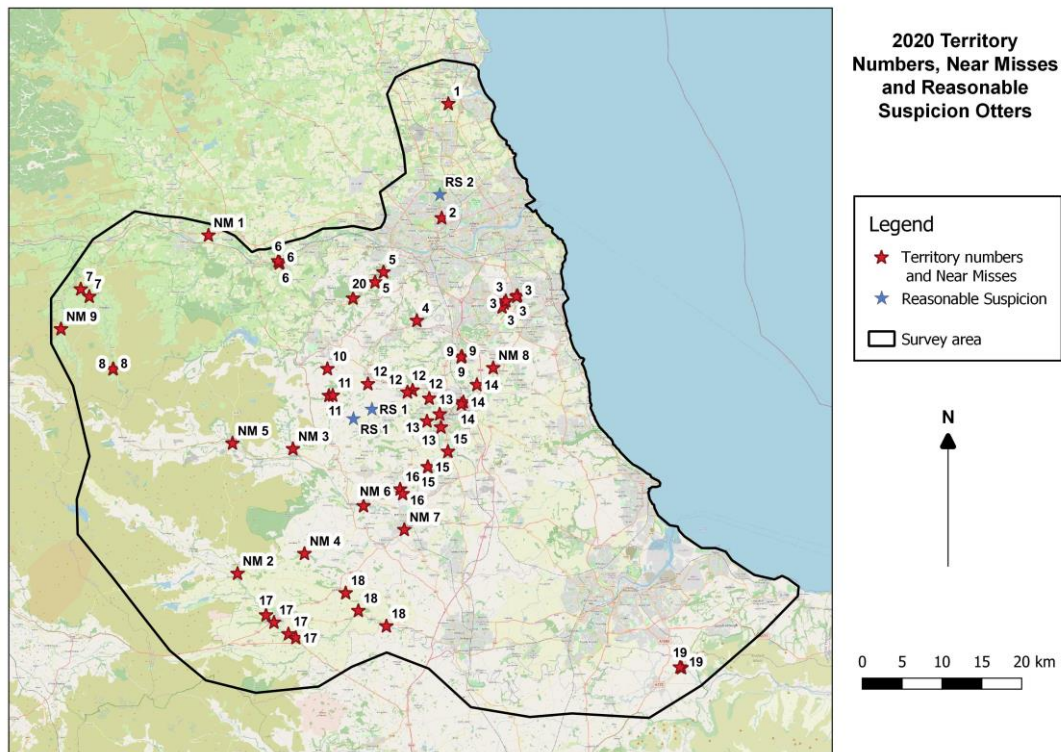 2020 Territory
Numbers, Near Misses
and Reasonable
Suspicion Otters
Legend
Territory numbers
and Near Misses
Reasonable Suspicion
Survey area
N
0 5 10 15 20 km
1
RS 2
2
NM 1
6
6
6
5
5
20
7
7
3
3
3
3
NM 9
4
8
8
9
9
9
NM 8
10
12
12
12
11
11
13
14
14
14
RS 1
RS 1
13
13
NM 5
NM 3
15
15
16
16
NM 6
NM 7
NM 4
NM 2
18
18
18
17
17
17
17
19
19